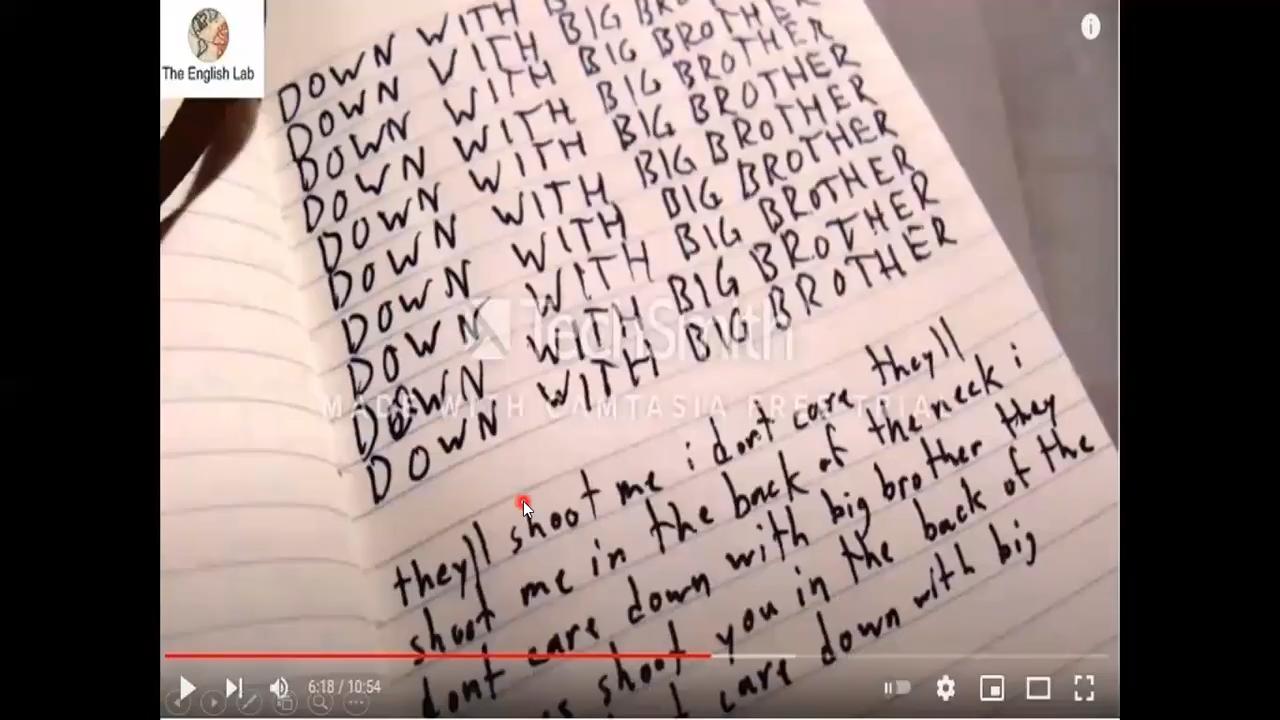 The English Lab
DOWN WITH
DOWN WITH BIG
DOWN WITH BIG BROTHER
DOWN WITH BIG BROTHER
DOWN WITH BIG BROTHER
DOWN WITH BIG BROTHER
DOWN WITH BIG BROTHER
DOWN WITH BIG BROTHER
DOWN WITH BIG BROTHER
DOWN WITH BIG BROTHER
TechSmith
MADE WITH CAMTASIA FREE TRIAL
they'll shoot me i dont care they'll
shoot me in the back of the neck i
dont care down with big brother they
shoot you in the back of the
care down with big
6:18 / 10:54